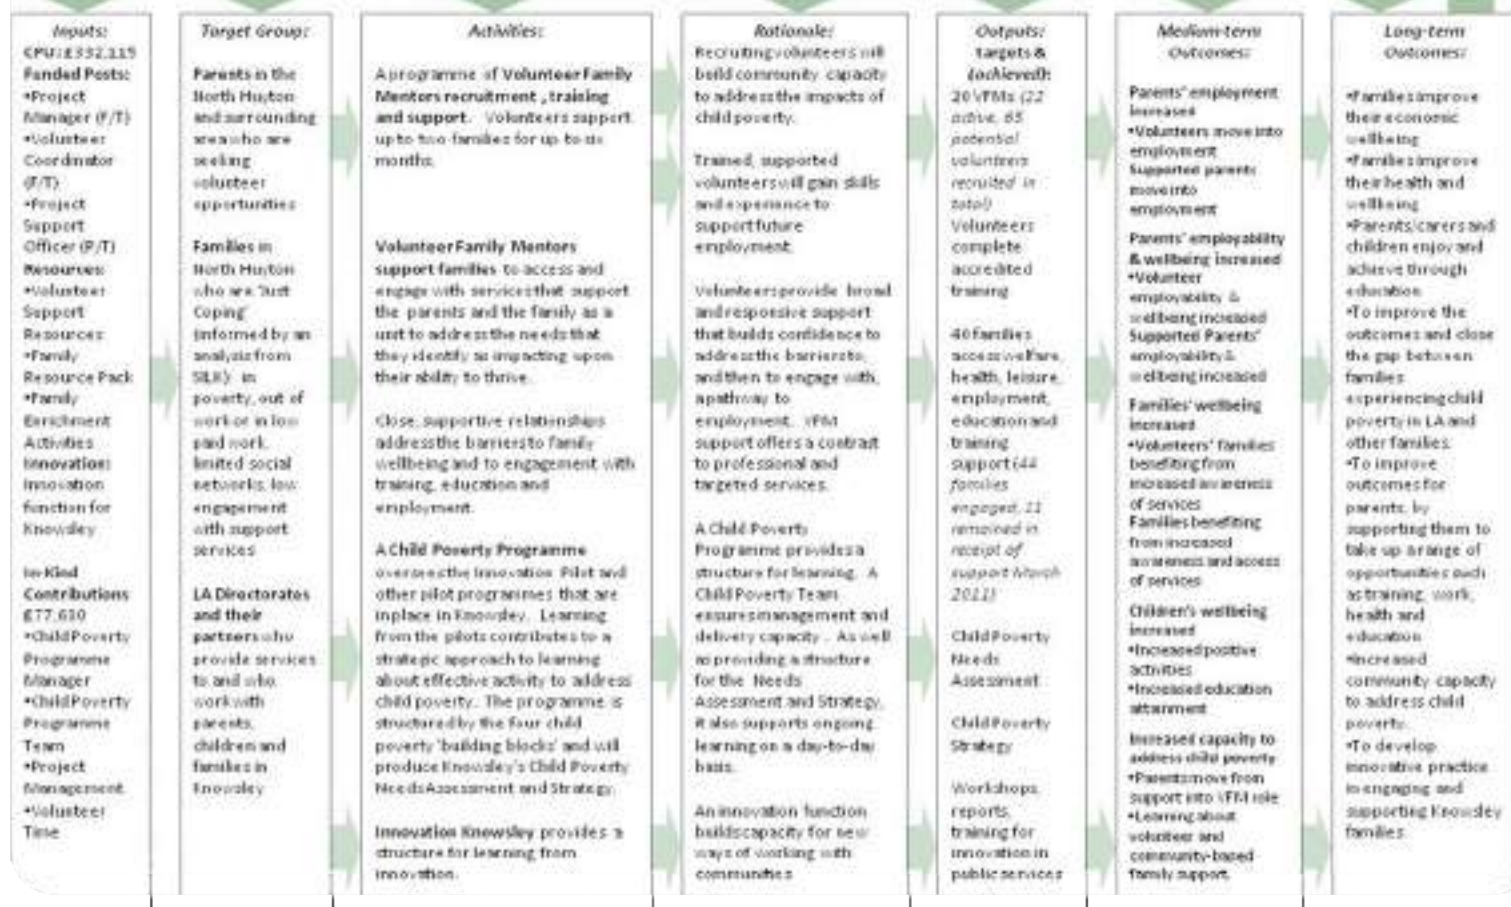 Inputs:
CPU: £332,115
Funded Posts:
•Project
Manager (F/T)
•Volunteer
Coordinator
(F/T)
•Project
Support
Officer (P/T)
Resources:
•Volunteer
Support
Resources
•Family
Resource Pack
•Family
Enrichment
Activities
Innovation:
Innovation
function for
Knowsley
In-Kind
Contributions
£77,610
•Child Poverty
Programme
Manager
•Child Poverty
Programme
Team
•Project
Management
•Volunteer
Time
Target Group:
Parents in the
North Huyton
and surrounding
area who are
seeking
volunteer
opportunities
Families in
North Huyton
who are 'Just
Coping'
(informed by an
analysis from
SILK): in
poverty, out of
work or in low
paid work,
limited social
networks, low
engagement
with support
services
LA Directorates
and their
partners who
provide services
to and who
work with
parents,
children and
families in
Knowsley
Activities:
A programme of Volunteer Family
Mentors recruitment , training
and support. Volunteers support
up to two families for up to six
months.
Volunteer Family Mentors
support families to access and
engage with services that support
the parents and the family as a
unit to address the needs that
they identify as impacting upon
their ability to thrive.
Close, supportive relationships
address the barriers to family
wellbeing and to engagement with
training, education and
employment.
A Child Poverty Programme
oversees the Innovation Pilot and
other pilot programmes that are
in place in Knowsley. Learning
from the pilots contributes to a
strategic approach to learning
about effective activity to address
child poverty. The programme is
structured by the four child
poverty 'building blocks' and will
produce Knowsley's Child Poverty
Needs Assessment and Strategy.
Innovation Knowsley provides a
structure for learning from
innovation.
Rationale:
Recruiting volunteers will
build community capacity
to address the impacts of
child poverty.
Trained, supported
volunteers will gain skills
and experience to
support future
employment.
Volunteers provide broad
and responsive support
that builds confidence to
address the barriers to,
and then to engage with,
a pathway to
employment. VFM
support offers a contrast
to professional and
targeted services.
A Child Poverty
Programme provides a
structure for learning. A
Child Poverty Team
ensures management and
delivery capacity . As well
as providing a structure
for the Needs
Assessment and Strategy,
it also supports ongoing
learning on a day-to-day
basis.
An innovation function
builds capacity for new
ways of working with
communities
Outputs:
targets &
(achieved):
20 VFMs (22
active, 65
potential
volunteers
recruited in
total)
Volunteers
complete
accredited
training
40 families
access welfare,
health, leisure,
employment,
education and
training
support (44
families
engaged, 11
remained in
receipt of
support March
2011)
Child Poverty
Needs
Assessment
Child Poverty
Strategy
Workshops,
reports,
training for
innovation in
public services
Medium-term
Outcomes:
Parents' employment
increased
•Volunteers move into
employment
Supported parents
move into
employment
Parents' employability
& wellbeing increased
•Volunteer
employability &
wellbeing increased
Supported Parents'
employability &
wellbeing increased
Families' wellbeing
increased
•Volunteers' families
benefiting from
increased awareness
of services
Families benefiting
from increased
awareness and access
of services
Children's wellbeing
increased
•Increased positive
activities
•Increased education
attainment
Increased capacity to
address child poverty
•Parents move from
support into VFM role
•Learning about
volunteer and
community-based
family support.
Long-term
Outcomes:
•Families improve
their economic
wellbeing
•Families improve
their health and
wellbeing
•Parents/carers and
children enjoy and
achieve through
education
•To improve the
outcomes and close
the gap between
families
experiencing child
poverty in LA and
other families.
•To improve
outcomes for
parents, by
supporting them to
take up a range of
opportunities such
as training, work,
health and
education
•Increased
community capacity
to address child
poverty.
•To develop
innovative practice
in engaging and
supporting Knowsley
families.